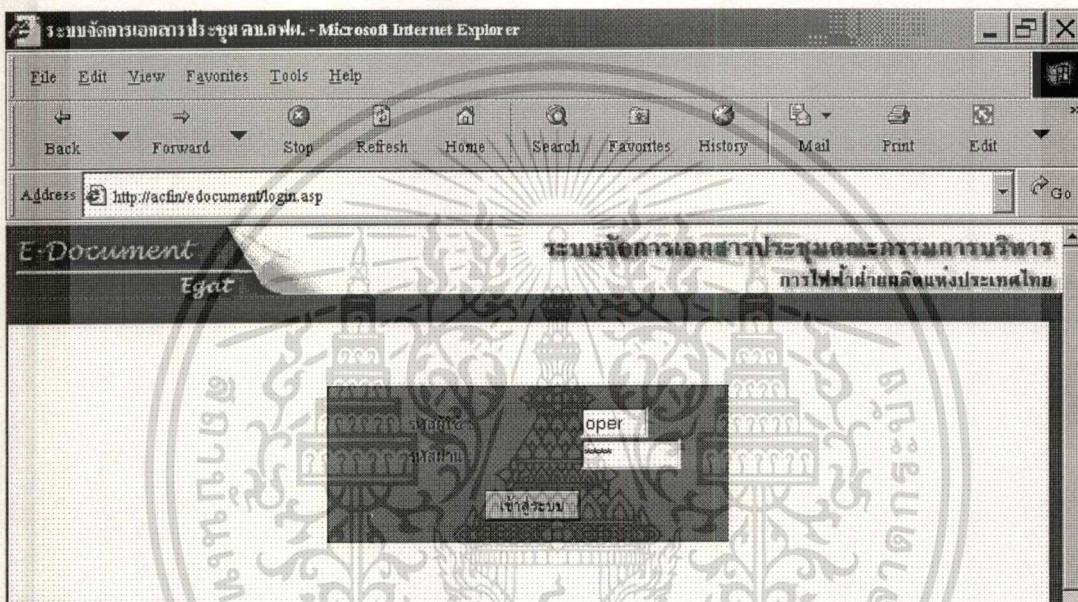 ระบบจัดการเอกสารประชุม คบ.กฟผ. - Microsoft Internet Explorer
File Edit View Favorites Tools Help
Back Forward Stop Refresh Home Search Favorites History Mail Print Edit
Address http://acfin/edocument/login.asp Go
E-Document
Egat
ระบบจัดการเอกสารประชุมคณะกรรมการบริหาร
การไฟฟ้าฝ่ายผลิตแห่งประเทศไทย
รหัสผู้ใช้ oper
รหัสผ่าน ****
เข้าสู่ระบบ